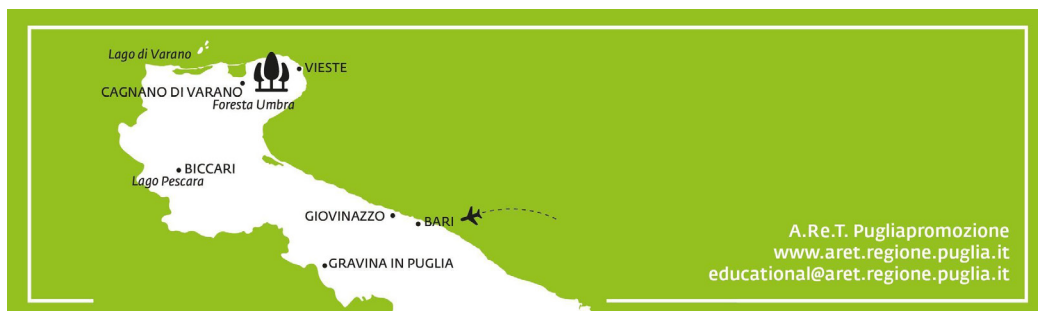 Lago di Varano
VIESTE
CAGNANO DI VARANO
Foresta Umbra
BICCARI
Lago Pescara
GIOVINAZZO
BARI
GRAVINA IN PUGLIA
A.Re.T. Pugliapromozione
www.aret.regione.puglia.it
educational@aret.regione.puglia.it